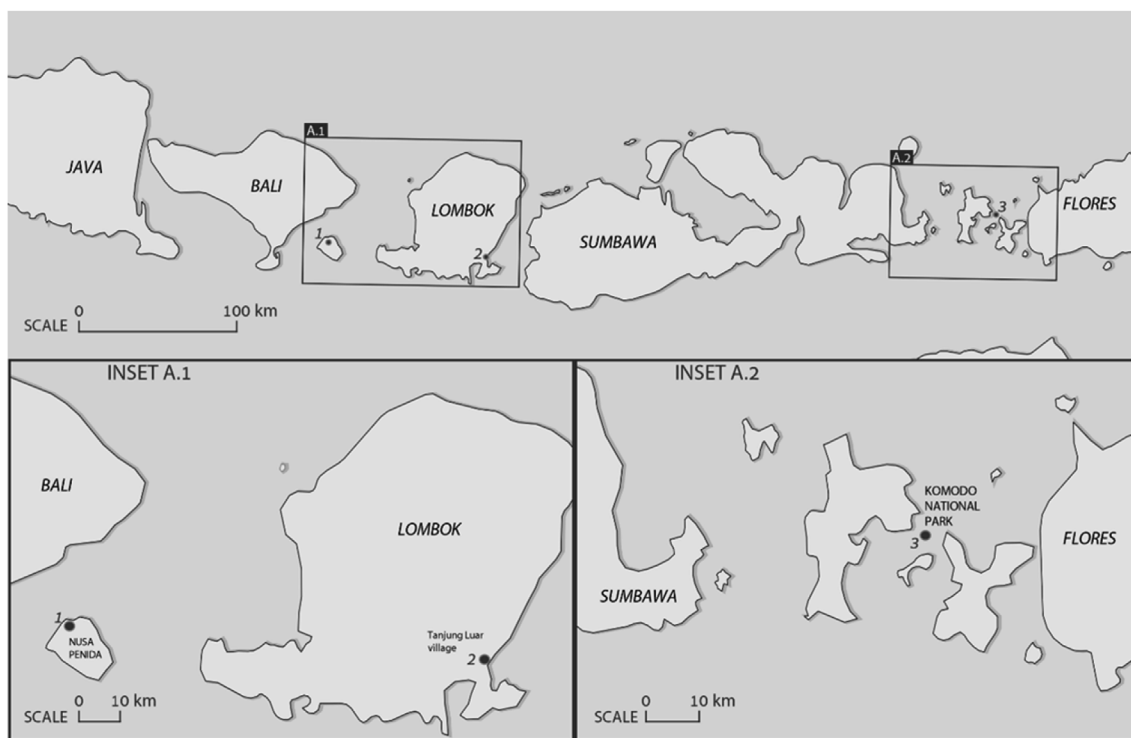 A.1
A.2
JAVA
BALI
LOMBOK
SUMBAWA
FLORES
1
2
3
0 100 km
SCALE
INSET A.1
BALI
LOMBOK
1
NUSA
PENIDA
Tanjung Luar
village
2
0 10 km
SCALE
INSET A.2
KOMODO
NATIONAL
PARK
3
FLORES
SUMBAWA
0 10 km
SCALE